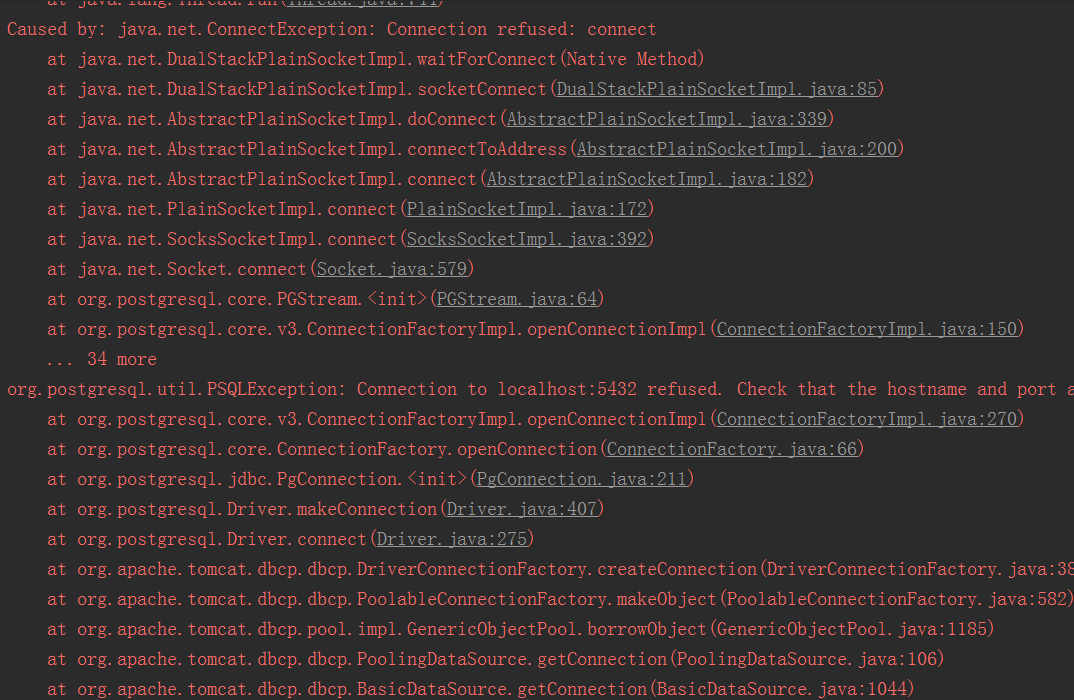 at java.lang.Thread.run(Thread.java:711)
Caused by: java.net.ConnectException: Connection refused: connect
at java.net.DualStackPlainSocketImpl.waitForConnect(Native Method)
at java.net.DualStackPlainSocketImpl.socketConnect(DualStackPlainSocketImpl.java:85)
at java.net.AbstractPlainSocketImpl.doConnect(AbstractPlainSocketImpl.java:339)
at java.net.AbstractPlainSocketImpl.connectToAddress(AbstractPlainSocketImpl.java:200)
at java.net.AbstractPlainSocketImpl.connect(AbstractPlainSocketImpl.java:182)
at java.net.PlainSocketImpl.connect(PlainSocketImpl.java:172)
at java.net.SocksSocketImpl.connect(SocksSocketImpl.java:392)
at java.net.Socket.connect(Socket.java:579)
at org.postgresql.core.PGStream.<init>(PGStream.java:64)
at org.postgresql.core.v3.ConnectionFactoryImpl.openConnectionImpl(ConnectionFactoryImpl.java:150)
... 34 more
org.postgresql.util.PSQLException: Connection to localhost:5432 refused. Check that the hostname and port a
at org.postgresql.core.v3.ConnectionFactoryImpl.openConnectionImpl(ConnectionFactoryImpl.java:270)
at org.postgresql.core.ConnectionFactory.openConnection(ConnectionFactory.java:66)
at org.postgresql.jdbc.PgConnection.<init>(PgConnection.java:211)
at org.postgresql.Driver.makeConnection(Driver.java:407)
at org.postgresql.Driver.connect(Driver.java:275)
at org.apache.tomcat.dbcp.dbcp.DriverConnectionFactory.createConnection(DriverConnectionFactory.java:38
at org.apache.tomcat.dbcp.dbcp.PoolableConnectionFactory.makeObject(PoolableConnectionFactory.java:582)
at org.apache.tomcat.dbcp.pool.impl.GenericObjectPool.borrowObject(GenericObjectPool.java:1185)
at org.apache.tomcat.dbcp.dbcp.PoolingDataSource.getConnection(PoolingDataSource.java:106)
at org.apache.tomcat.dbcp.dbcp.BasicDataSource.getConnection(BasicDataSource.java:1044)